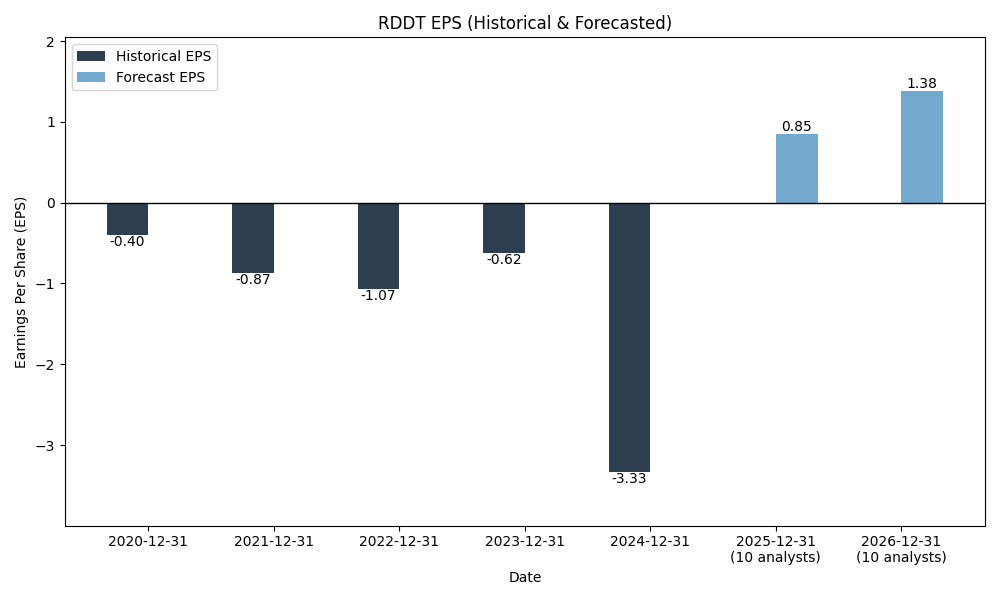 RDDT EPS (Historical & Forecasted)
Historical EPS
Forecast EPS
Earnings Per Share (EPS)
2
1
0
−1
−2
−3
-0.40
-0.87
-1.07
-0.62
-3.33
0.85
1.38
2020-12-31
2021-12-31
2022-12-31
2023-12-31
2024-12-31
2025-12-31
(10 analysts)
2026-12-31
(10 analysts)
Date